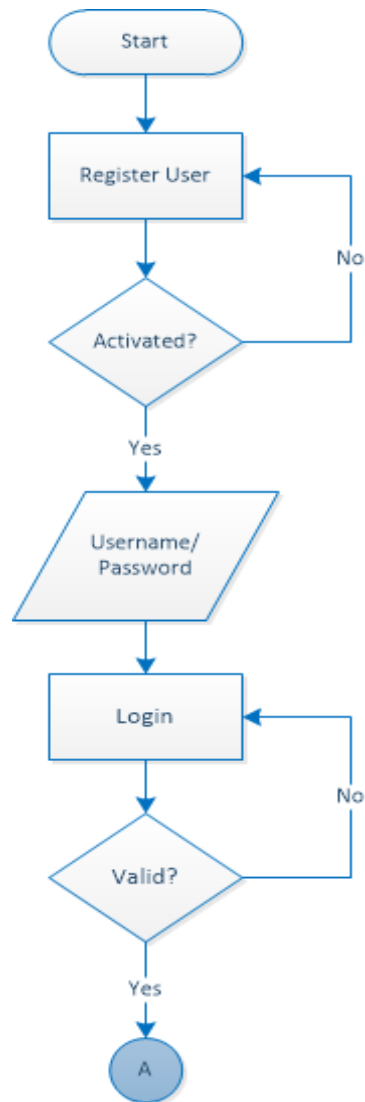 Start
Register User
No
Activated?
Yes
Username/
Password
Login
No
Valid?
Yes
A